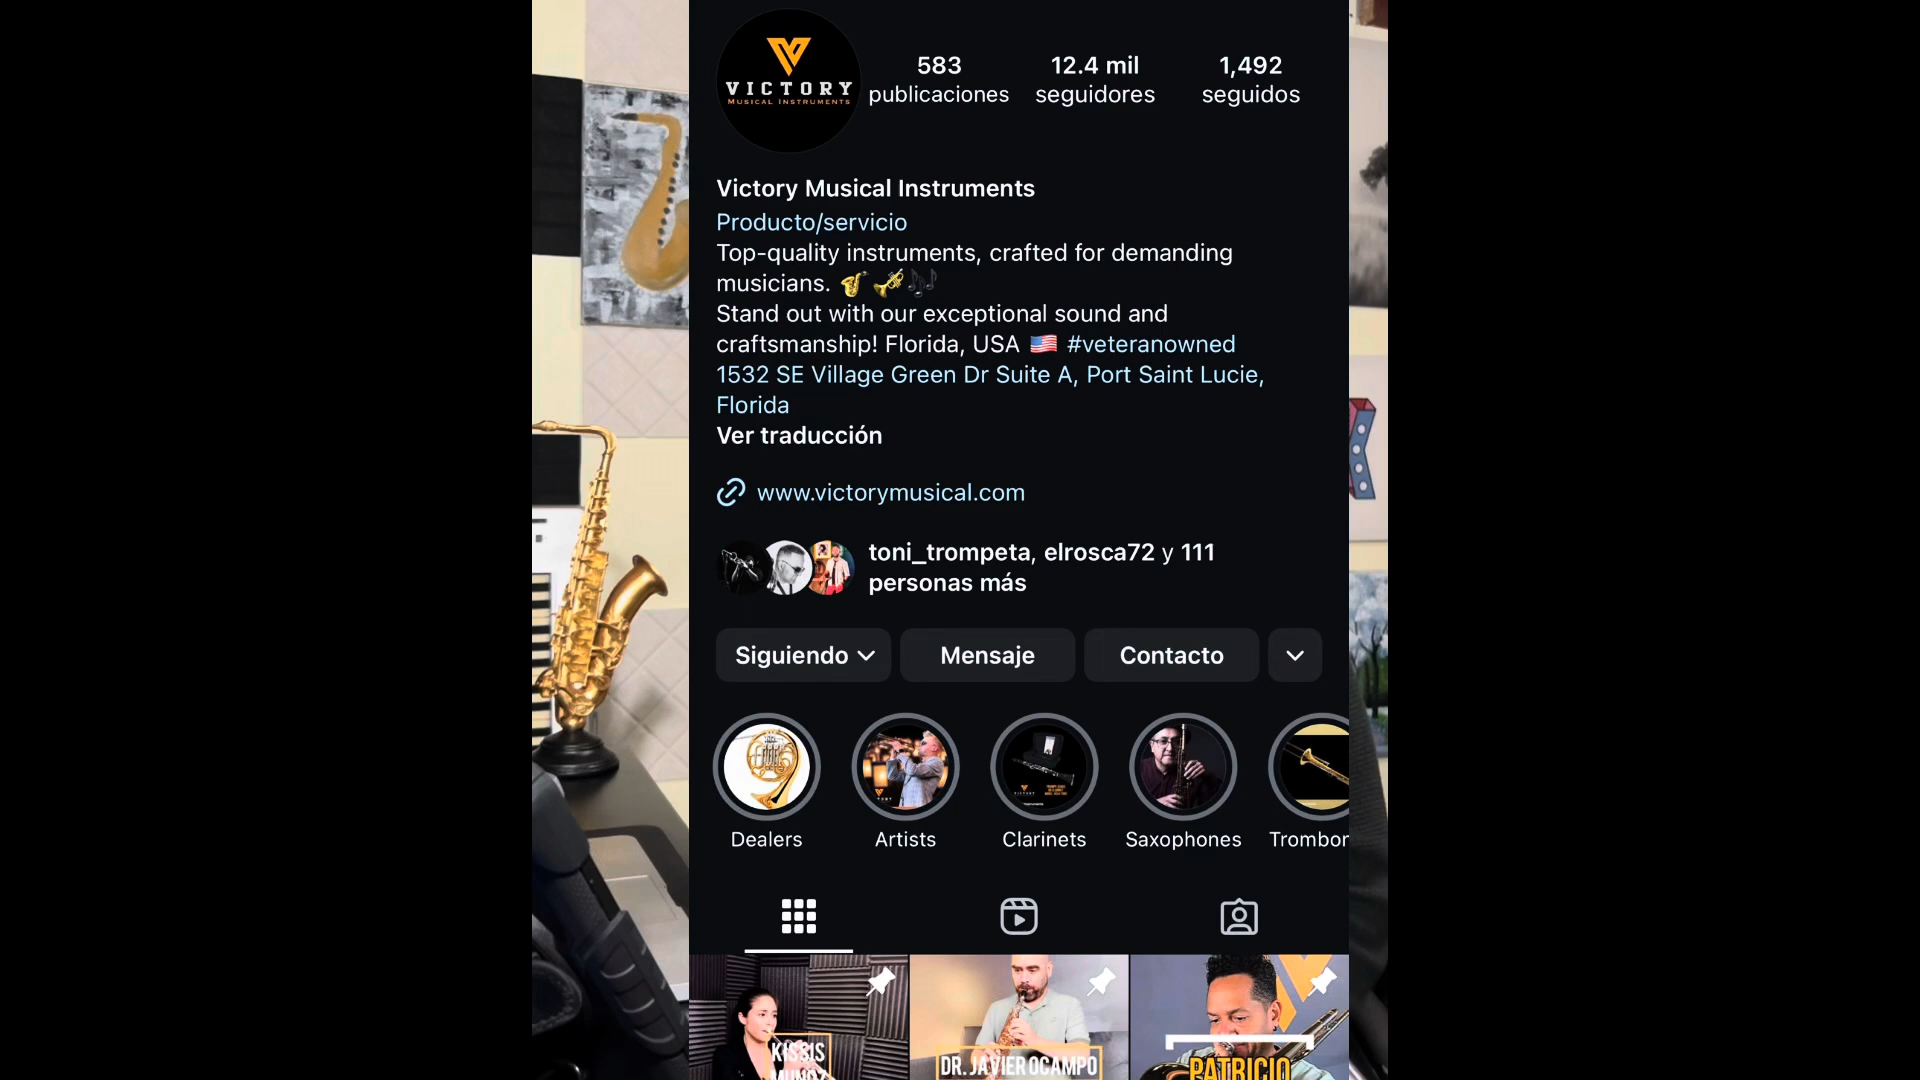 VICTORY
MUSICAL INSTRUMENTS
583
publicaciones
12.4 mil
seguidores
1,492
seguidos
Victory Musical Instruments
Producto/servicio
Top-quality instruments, crafted for demanding
musicians. 🎷🎺🎶
Stand out with our exceptional sound and
craftsmanship! Florida, USA 🇺🇸 #veteranowned
1532 SE Village Green Dr Suite A, Port Saint Lucie,
Florida
Ver traducción
www.victorymusical.com
toni_trompeta, elrosca72 y 111
personas más
Siguiendo
Mensaje
Contacto
Dealers
Artists
Clarinets
Saxophones
Trombon
KISSIS
MUNOZ
DR. JAVIER OCAMPO
PATRICIO